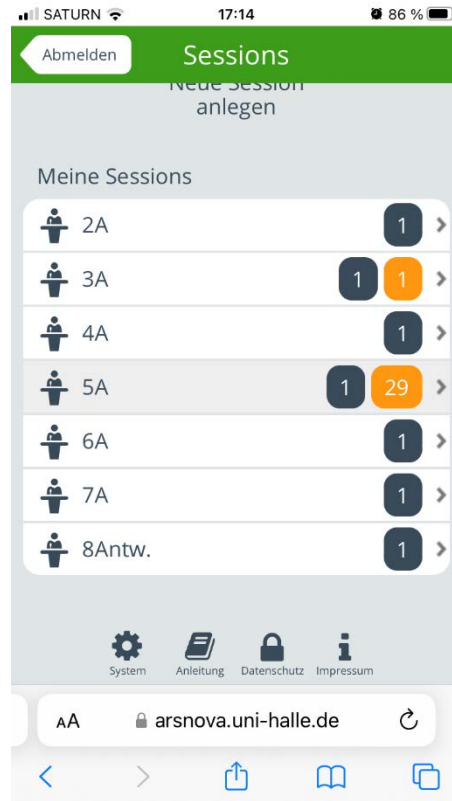 SATURN 17:14 86 %
Abmelden Sessions
Neue Session
anlegen
Meine Sessions
2A 1
3A 1 1
4A 1
5A 1 29
6A 1
7A 1
8Antw. 1
System Anleitung Datenschutz Impressum
AA arsnova.uni-halle.de